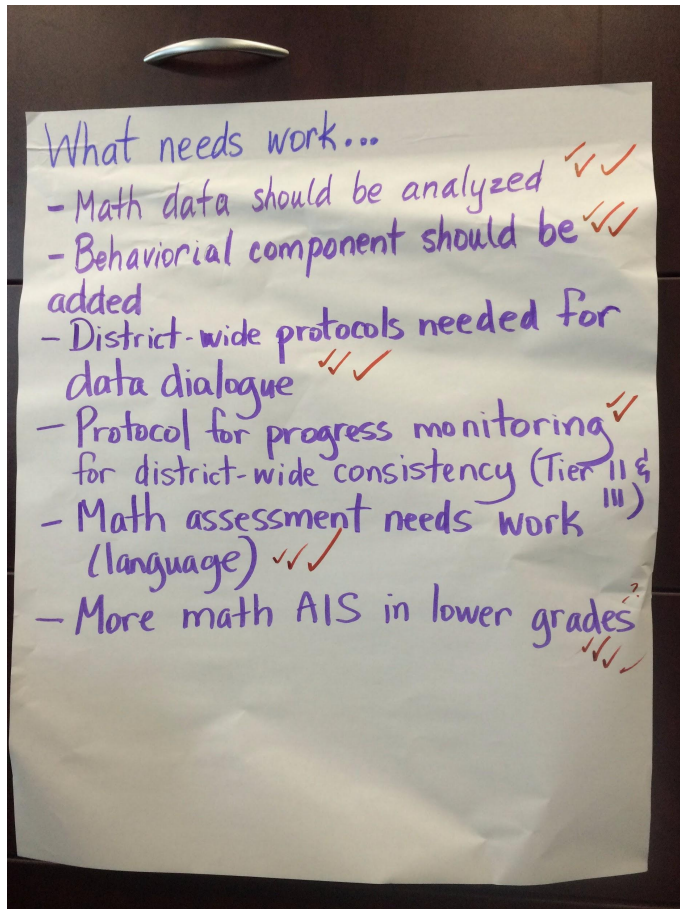 What needs work...
- Math data should be analyzed ✓✓✓
- Behaviorial component should be ✓✓✓
added
- District-wide protocols needed for
data dialogue ✓✓✓
- Protocol for progress monitoring ✓✓
for district-wide consistency (Tier II &
III)
- Math assessment needs work
(language) ✓✓✓
- More math AIS in lower grades ?
✓✓✓✓